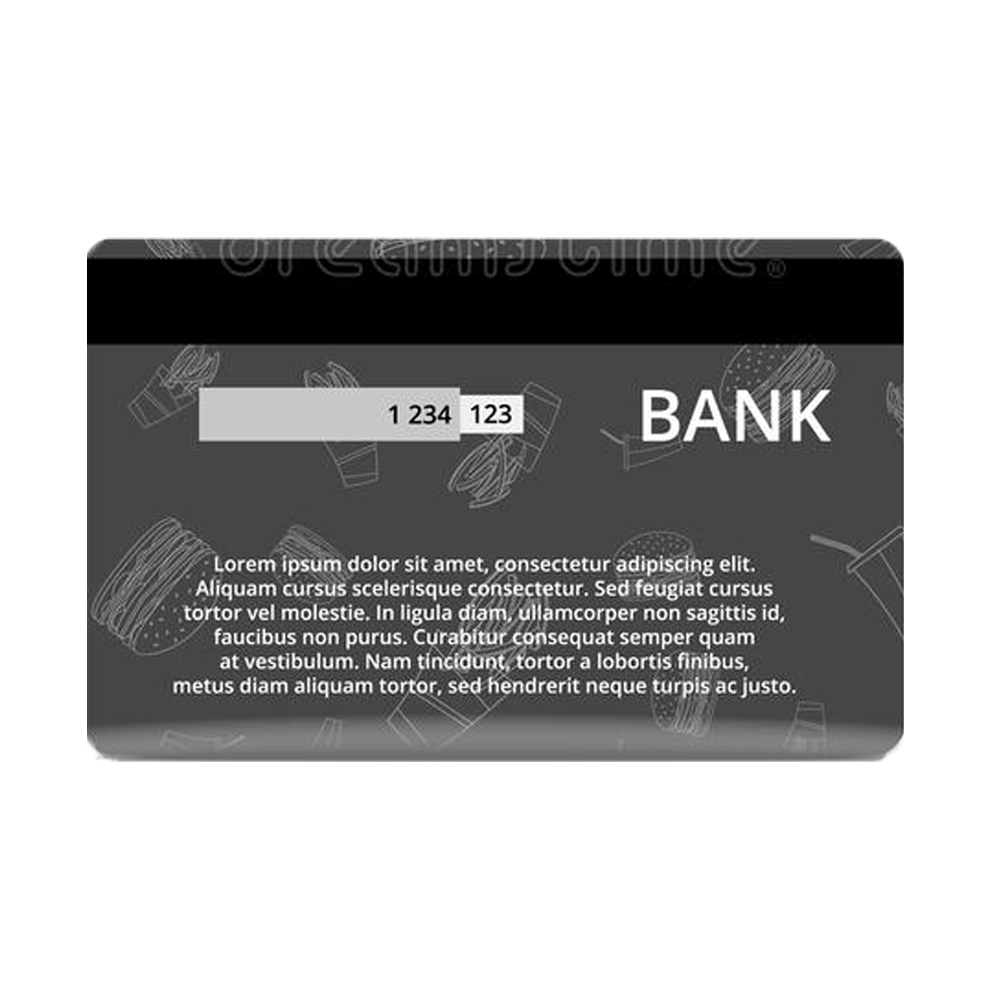 dreamstime®
1 234 123
BANK
Lorem ipsum dolor sit amet, consectetur adipiscing elit.
Aliquam cursus scelerisque consectetur. Sed feugiat cursus
tortor vel molestie. In ligula diam, ullamcorper non sagittis id,
faucibus non purus. Curabitur consequat semper quam
at vestibulum. Nam tincidunt, tortor a lobortis finibus,
metus diam aliquam tortor, sed hendrerit neque turpis ac justo.